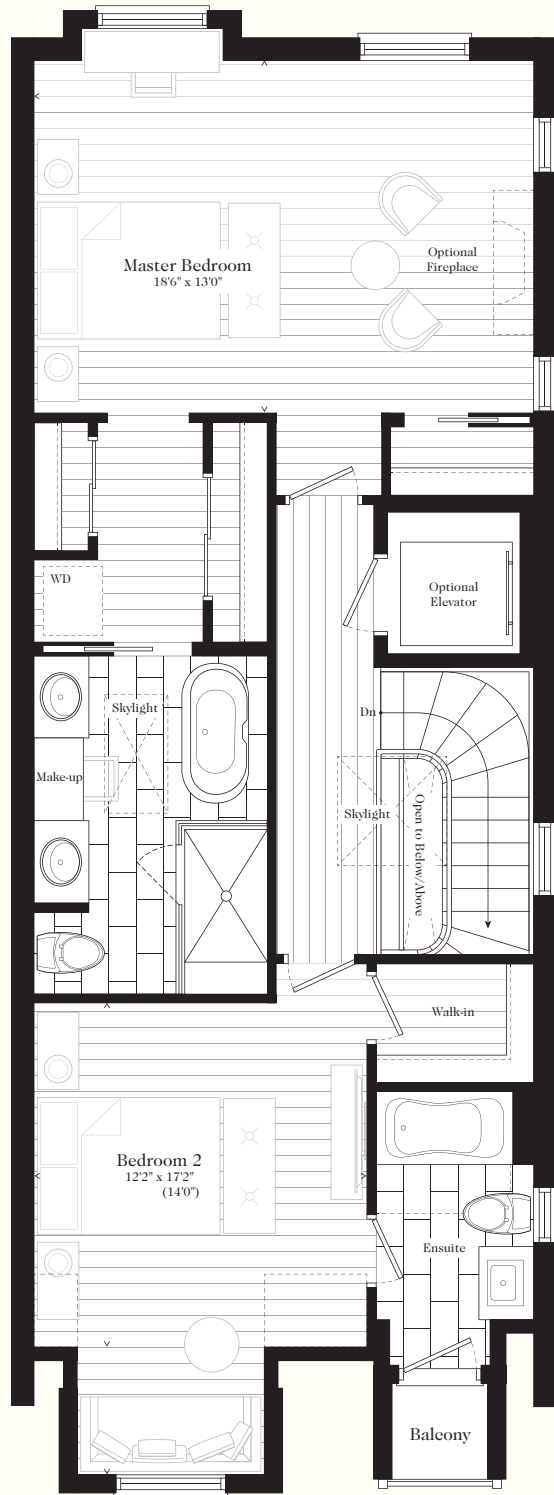 Master Bedroom
18'6" x 13'0"
Optional
Fireplace
WD
Optional
Elevator
Skylight
Dn
Make-up
Skylight
Open to Below/Above
Walk-in
Bedroom 2
12'2" x 17'2"
(14'0")
Ensuite
Balcony